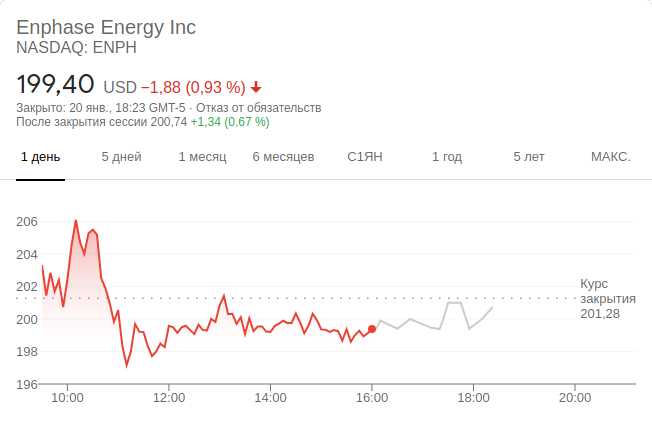 Enphase Energy Inc
NASDAQ: ENPH
199,40 USD −1,88 (0,93 %)
Закрыто: 20 янв., 18:23 GMT-5 · Отказ от обязательств
После закрытия сессии 200,74 +1,34 (0,67 %)
1 день 5 дней 1 месяц 6 месяцев С1ЯН 1 год 5 лет МАКС.
206
204
202
200
198
196
Курс
закрытия
201,28
10:00 12:00 14:00 16:00 18:00 20:00